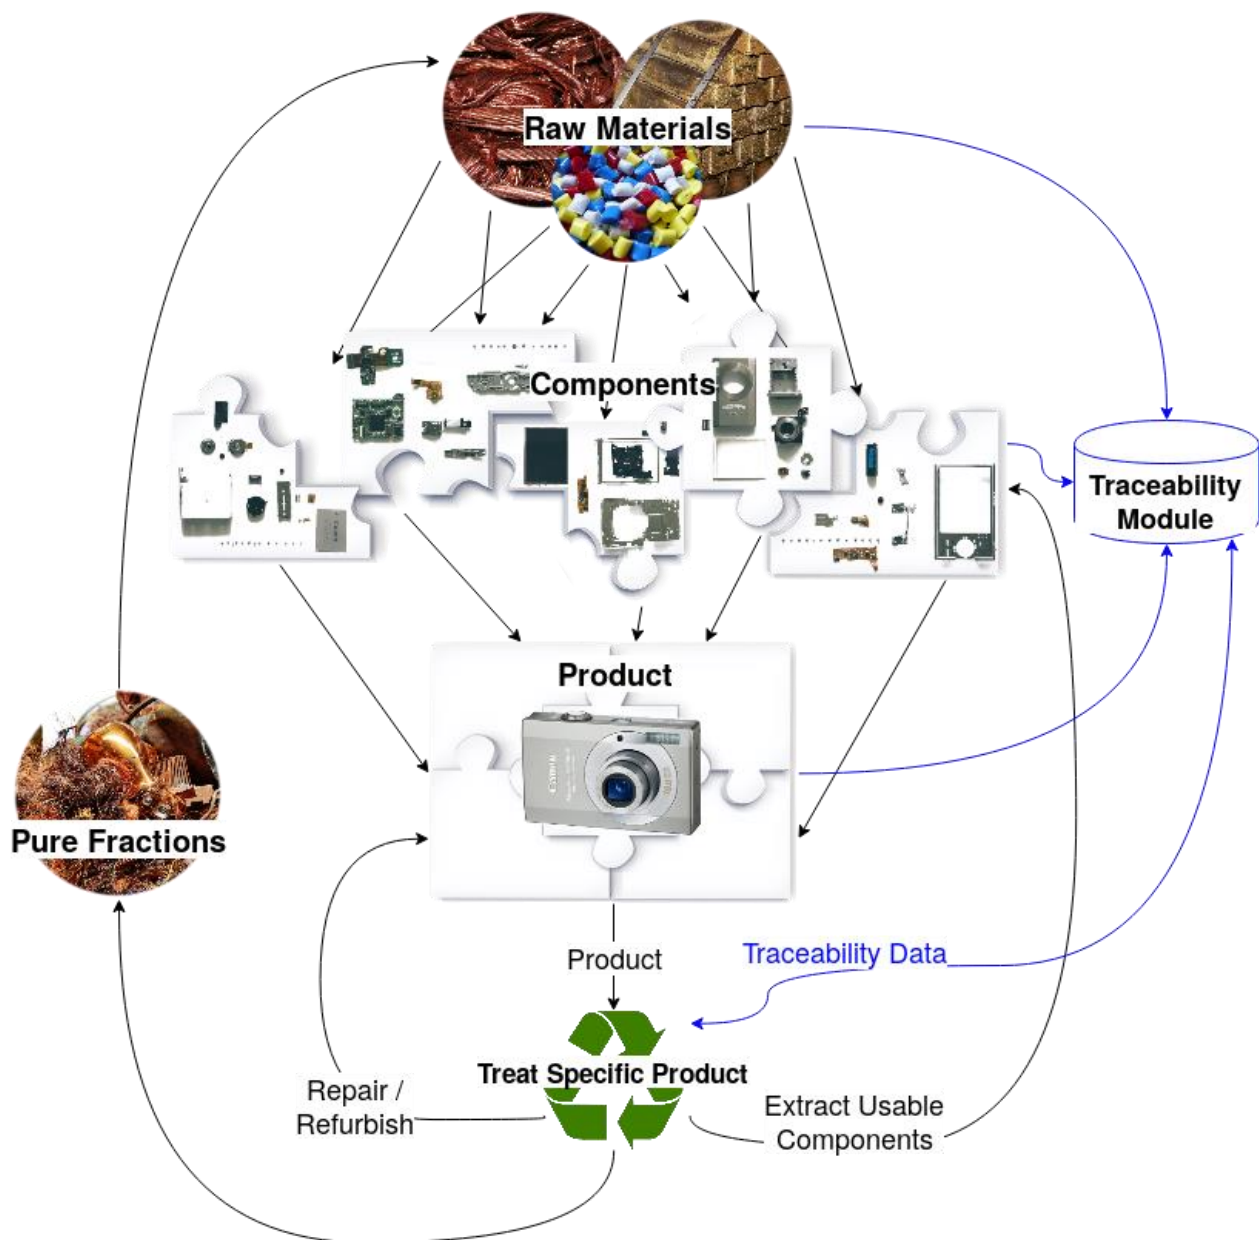 Raw Materials
Components
Traceability
Module
Product
Canon
Pure Fractions
Product
Traceability Data
Treat Specific Product
Repair /
Refurbish
Extract Usable
Components